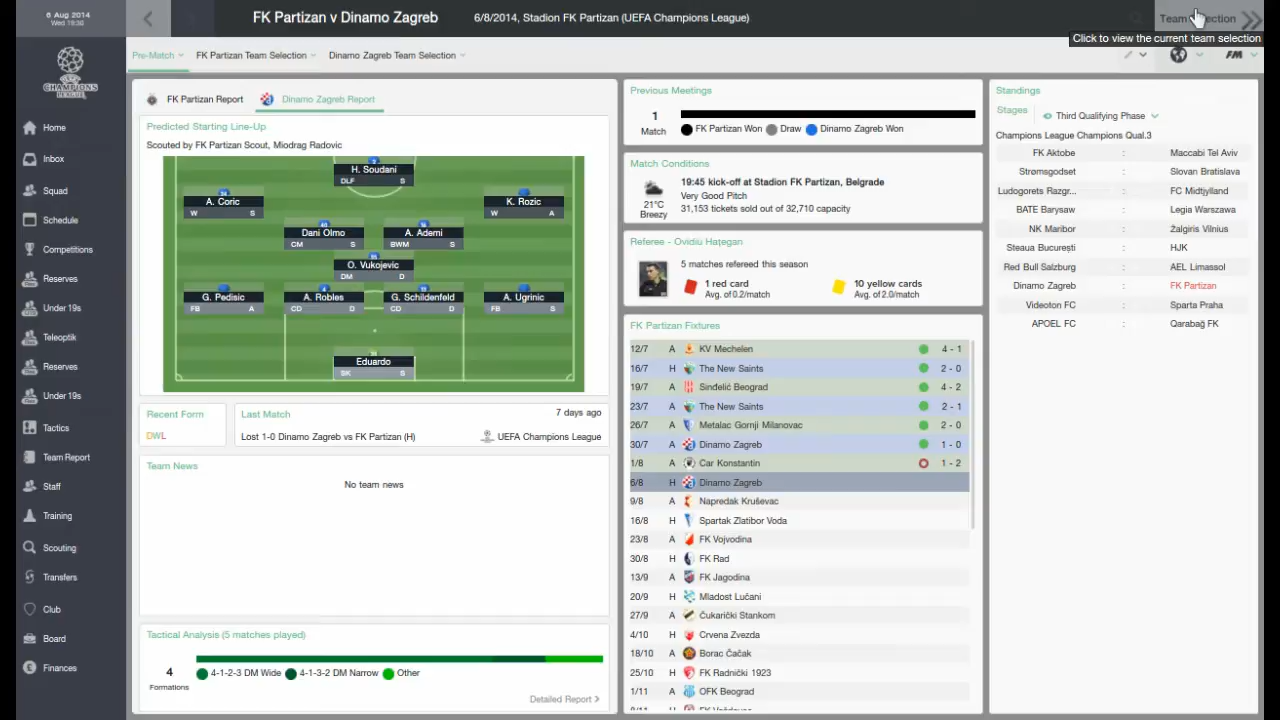 6 Aug 2014
Wed 19:30
FK Partizan v Dinamo Zagreb
6/8/2014, Stadion FK Partizan (UEFA Champions League)
Team Selection
Click to view the current team selection
CHAMPIONS
LEAGUE
Pre-Match
FK Partizan Team Selection
Dinamo Zagreb Team Selection
FM
Home
Inbox
Squad
Schedule
Competitions
Reserves
Under 19s
Teleoptik
Reserves
Under 19s
Tactics
Team Report
Staff
Training
Scouting
Transfers
Club
Board
Finances
FK Partizan Report
Dinamo Zagreb Report
Predicted Starting Line-Up
Scouted by FK Partizan Scout, Miodrag Radovic
H. Soudani
DLF S
A. Coric
W S
K. Rozic
W A
Dani Olmo
CM S
A. Ademi
BWM S
O. Vukojevic
DM D
G. Pedisic
FB A
A. Robles
CD D
G. Schildenfeld
CD D
A. Ugrinic
FB S
Eduardo
SK S
Recent Form
DWL
Last Match
7 days ago
Lost 1-0 Dinamo Zagreb vs FK Partizan (H)
UEFA Champions League
Team News
No team news
Tactical Analysis (5 matches played)
4
Formations
4-1-2-3 DM Wide
4-1-3-2 DM Narrow
Other
Detailed Report >
Previous Meetings
1
Match
FK Partizan Won
Draw
Dinamo Zagreb Won
Match Conditions
21°C
Breezy
19:45 kick-off at Stadion FK Partizan, Belgrade
Very Good Pitch
31,153 tickets sold out of 32,710 capacity
Referee - Ovidiu Hațegan
5 matches refereed this season
1 red card
Avg. of 0.2/match
10 yellow cards
Avg. of 2.0/match
FK Partizan Fixtures
12/7 A KV Mechelen 4 - 1
16/7 H The New Saints 2 - 0
19/7 A Sinđelić Beograd 4 - 2
23/7 A The New Saints 2 - 1
26/7 A Metalac Gornji Milanovac 2 - 0
30/7 A Dinamo Zagreb 1 - 0
1/8 A Car Konstantin 1 - 2
6/8 H Dinamo Zagreb
9/8 A Napredak Kruševac
16/8 H Spartak Zlatibor Voda
23/8 A FK Vojvodina
30/8 H FK Rad
13/9 A FK Jagodina
20/9 H Mladost Lučani
27/9 A Čukarički Stankom
4/10 H Crvena Zvezda
18/10 A Borac Čačak
25/10 H FK Radnički 1923
1/11 A OFK Beograd
Standings
Stages
Third Qualifying Phase
Champions League Champions Qual.3
FK Aktobe : Maccabi Tel Aviv
Strømsgodset : Slovan Bratislava
Ludogorets Razgr... : FC Midtjylland
BATE Barysaw : Legia Warszawa
NK Maribor : Žalgiris Vilnius
Steaua București : HJK
Red Bull Salzburg : AEL Limassol
Dinamo Zagreb : FK Partizan
Videoton FC : Sparta Praha
APOEL FC : Qarabağ FK